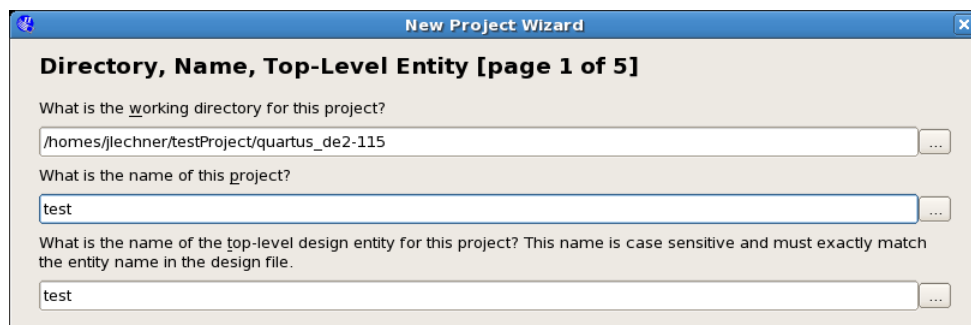 New Project Wizard
Directory, Name, Top-Level Entity [page 1 of 5]
What is the working directory for this project?
/homes/jlechner/testProject/quartus_de2-115
...
What is the name of this project?
test
...
What is the name of the top-level design entity for this project? This name is case sensitive and must exactly match
the entity name in the design file.
test
...